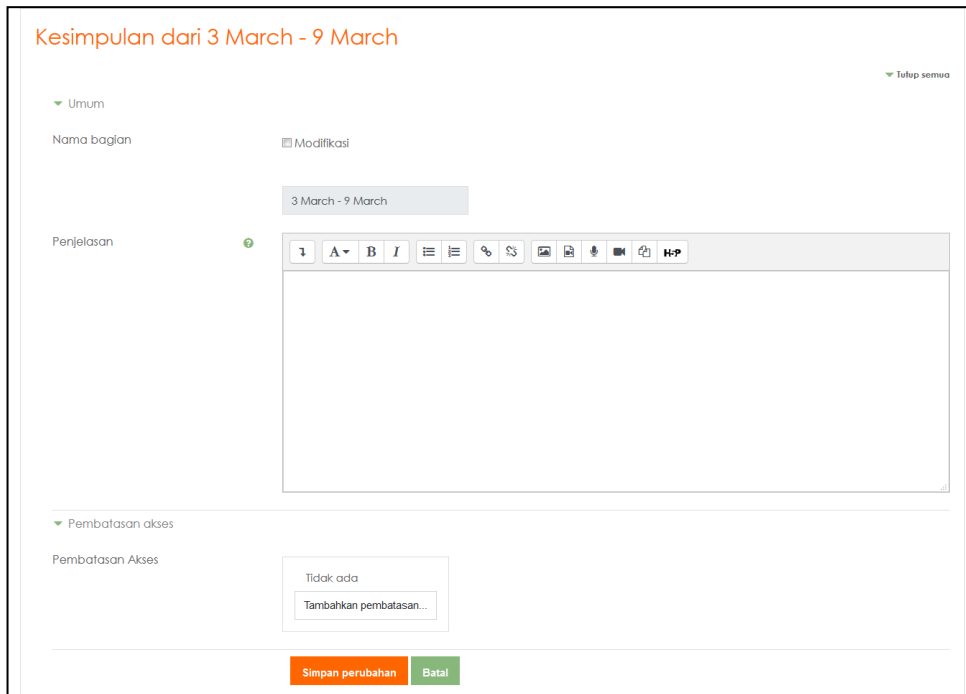 Kesimpulan dari 3 March - 9 March
Tutup semua
Umum
Nama bagian
Modifikasi
3 March - 9 March
Penjelasan
A B I H-P
Pembatasan akses
Pembatasan Akses
Tidak ada
Tambahkan pembatasan...
Simpan perubahan Batal